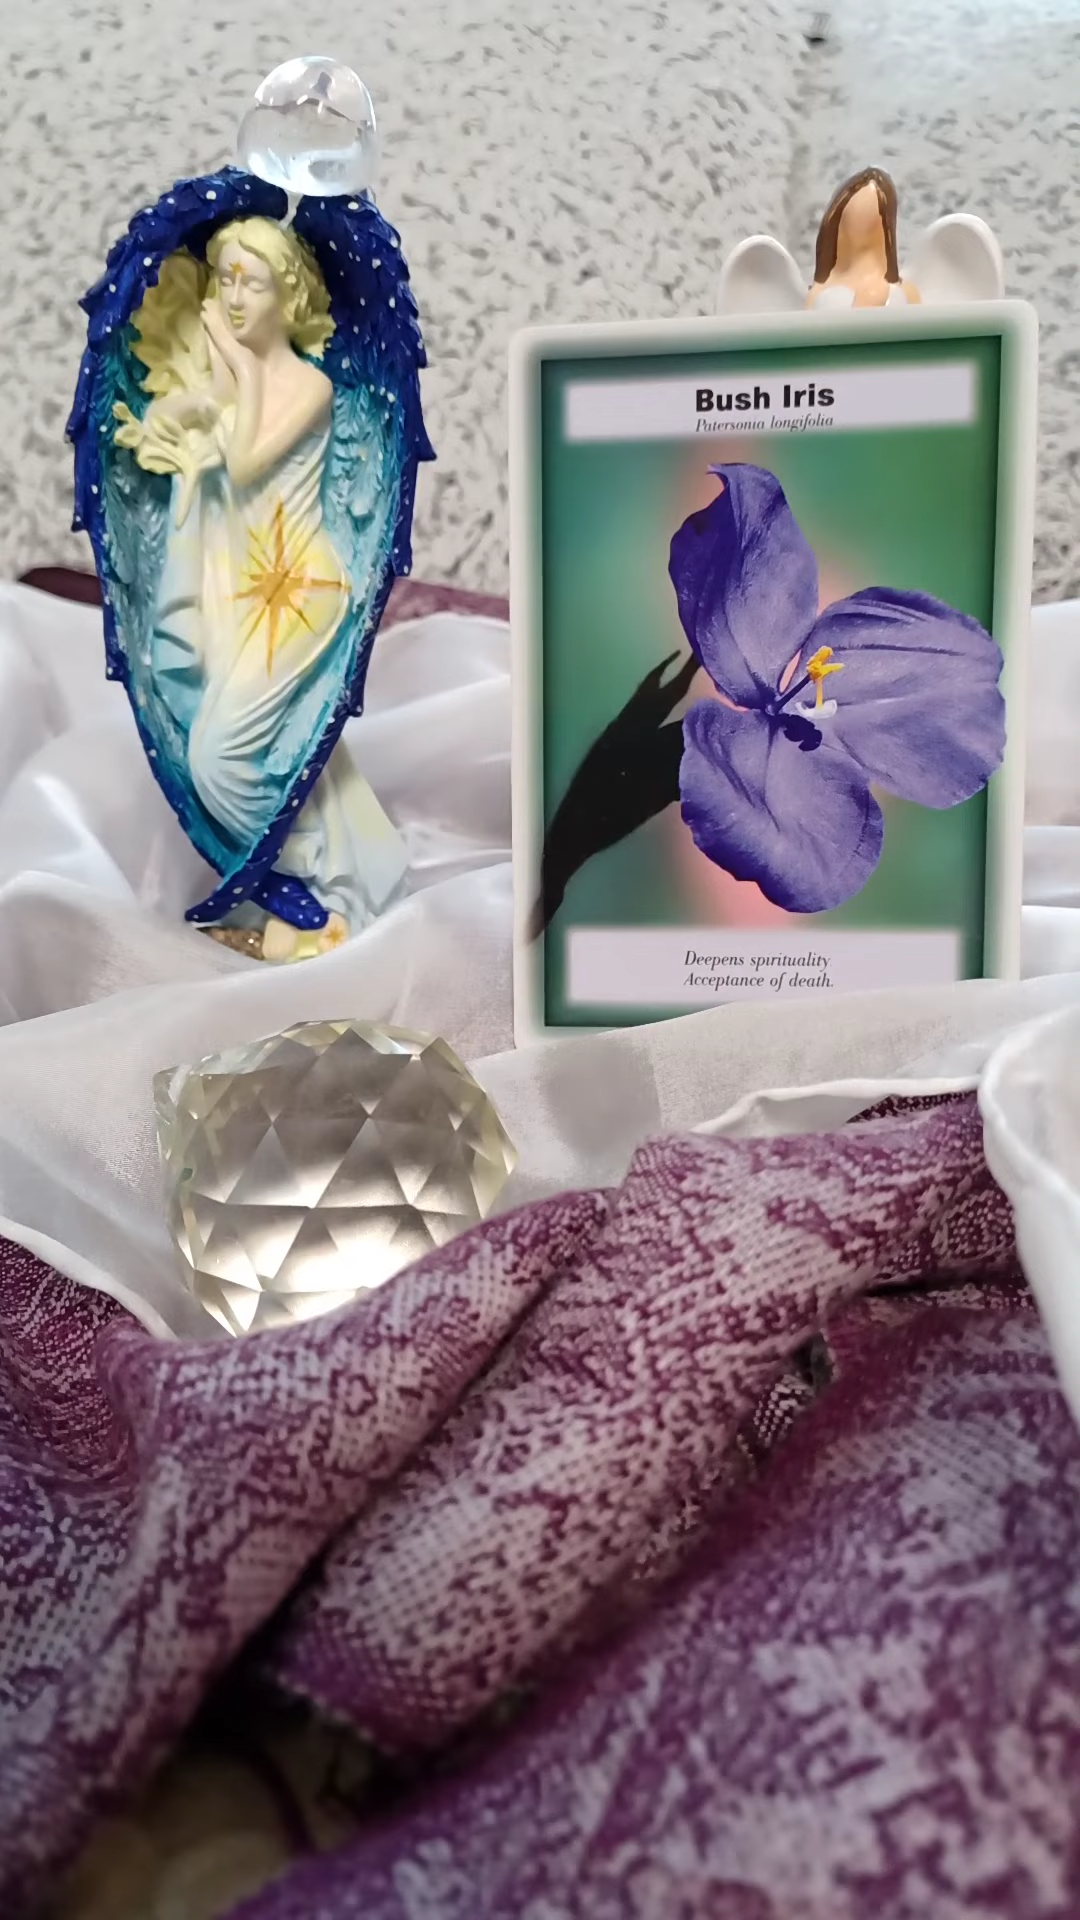 Bush Iris
Patersonia longifolia
Deepens spirituality.
Acceptance of death.